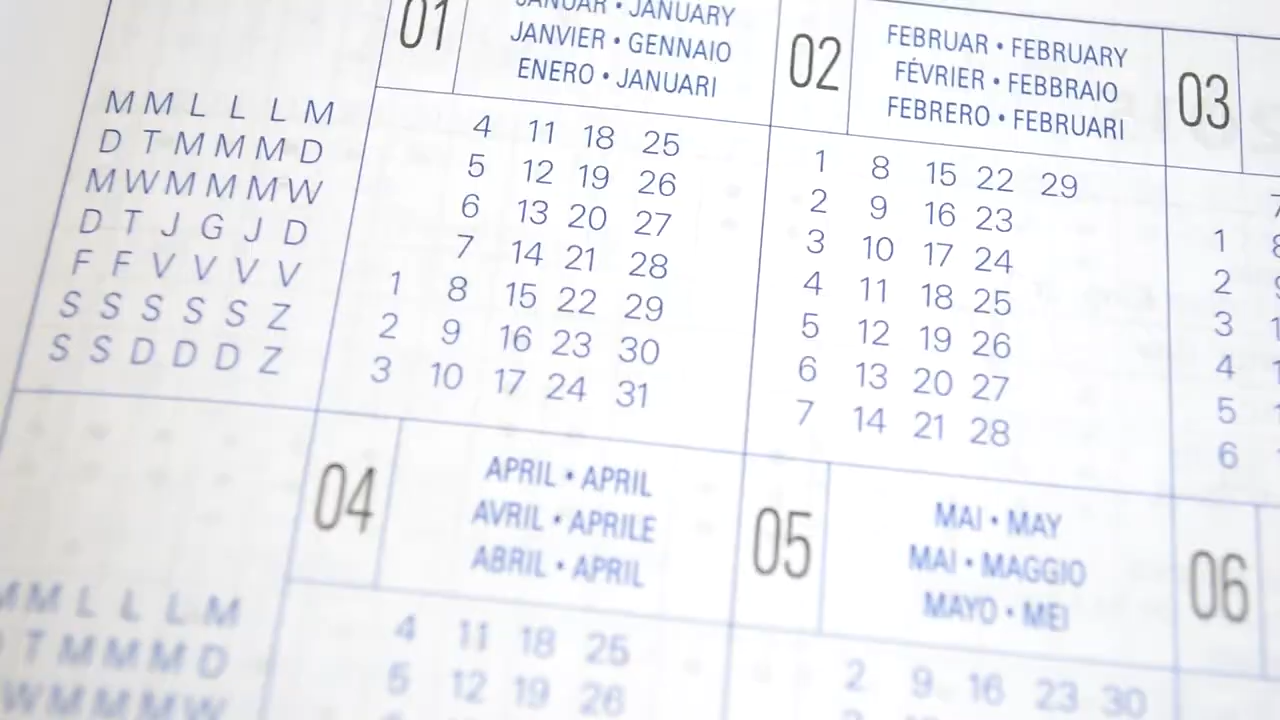 01
JANUAR • JANUARY
JANVIER • GENNAIO
ENERO • JANUARI
02
FEBRUAR • FEBRUARY
FÉVRIER • FEBBRAIO
FEBRERO • FEBRUARI
03
M M L L L M
D T M M M D
M W M M M W
D T J G J D
F F V V V V
S S S S S Z
S S D D D Z
4 11 18 25
5 12 19 26
6 13 20 27
7 14 21 28
1 8 15 22 29
2 9 16 23 30
3 10 17 24 31
1 8 15 22 29
2 9 16 23
3 10 17 24
4 11 18 25
5 12 19 26
6 13 20 27
7 14 21 28
7
1 8
2
3
4
5
6
04
APRIL • APRIL
AVRIL • APRILE
ABRIL • APRIL
05
MAI • MAY
MAI • MAGGIO
MAYO • MEI
06
M M L L L M
T M M M D
W M M M W
4 11 18 25
5 12 19 26
2 9 16 23 30